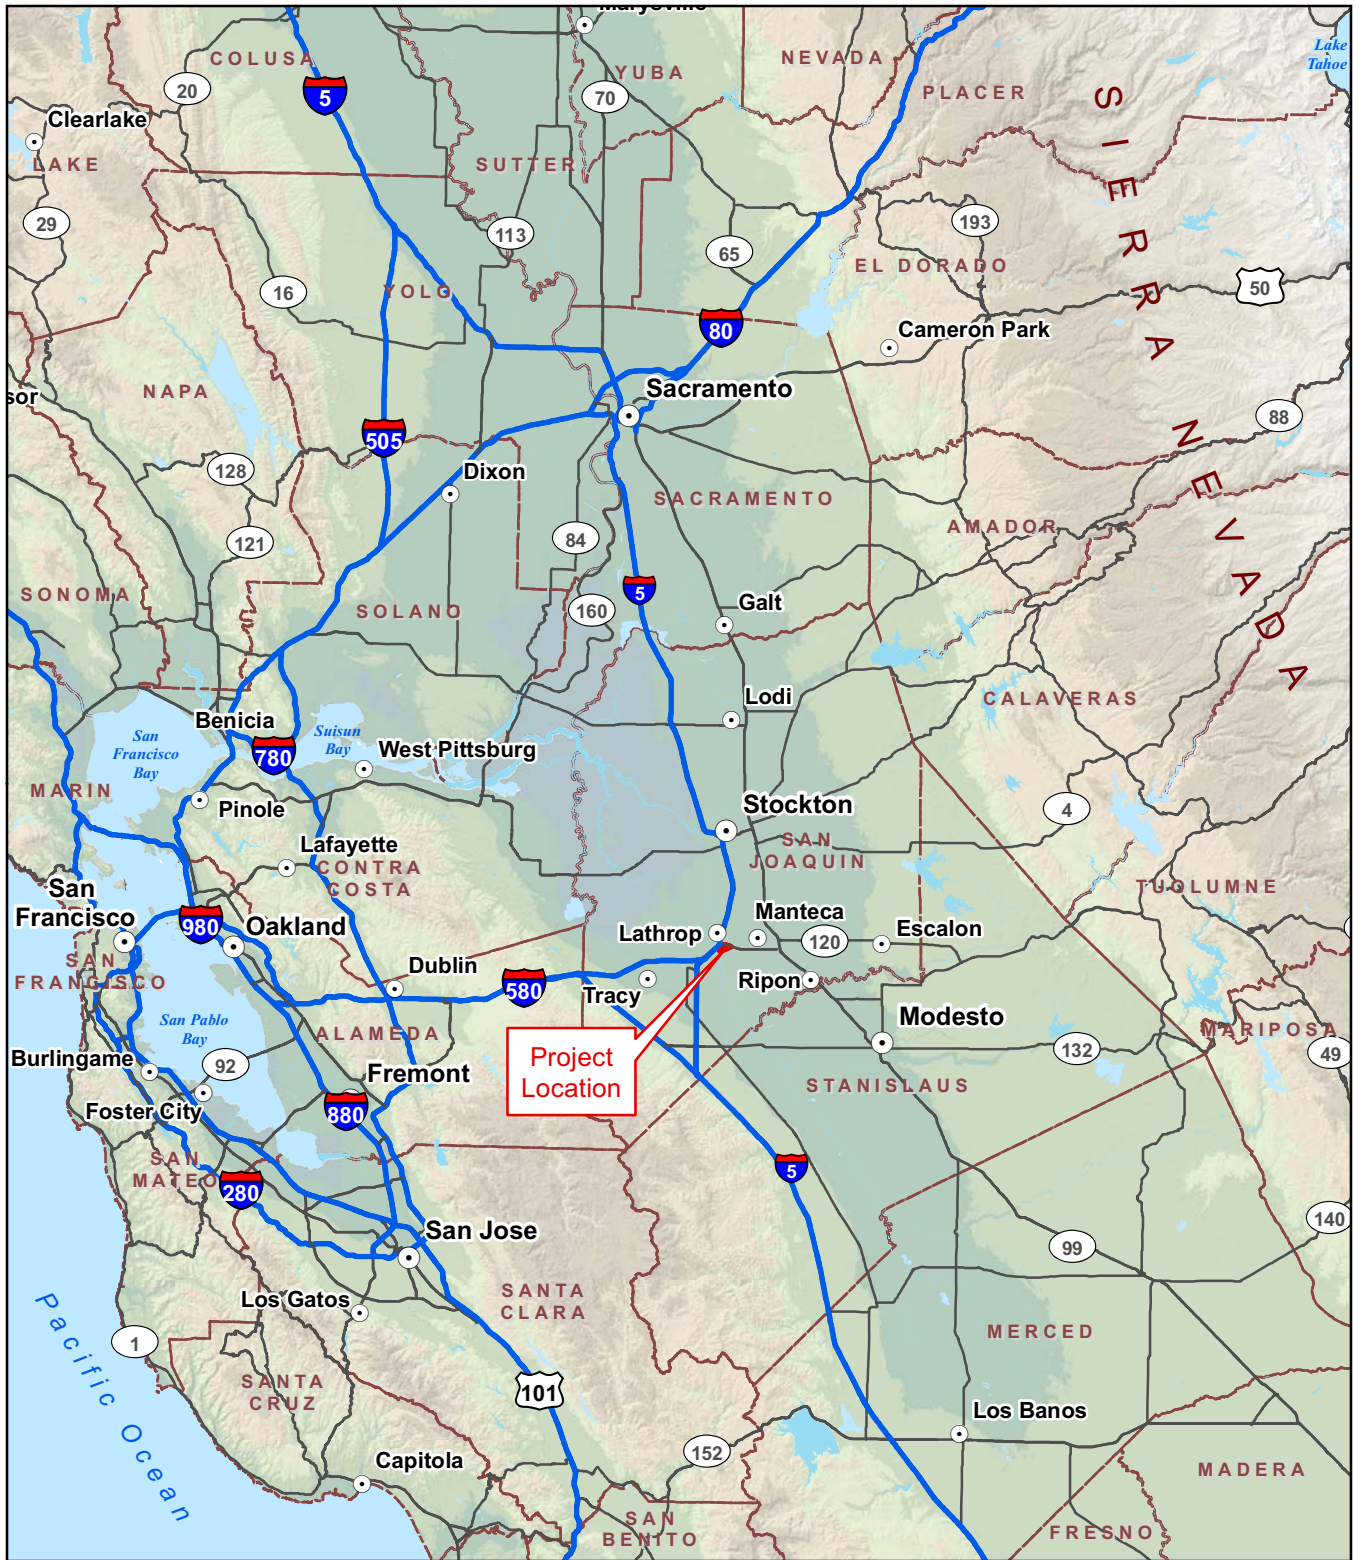 Marysville
COLUSA
5
20
70
YUBA
NEVADA
PLACER
Lake
Tahoe
Clearlake
LAKE
SUTTER
SIERRA NEVADA
29
113
193
65
EL DORADO
16
YOLO
50
80
Cameron Park
NAPA
sor
Sacramento
88
505
128
Dixon
SACRAMENTO
AMADOR
121
84
SONOMA
SOLANO
160
5
Galt
CALAVERAS
Lodi
Benicia
San
Francisco
Bay
Suisun
Bay
780
West Pittsburg
MARIN
Pinole
Stockton
4
SAN
JOAQUIN
Lafayette
CONTRA
COSTA
TUOLUMNE
San
Francisco
980
Oakland
Lathrop
Manteca
120
Escalon
SAN
FRANCISCO
Dublin
580
Tracy
Ripon
San Pablo
Bay
ALAMEDA
Modesto
MARIPOSA
Project
Location
132
49
Burlingame
92
Fremont
STANISLAUS
Foster City
880
SAN
MATEO
280
5
San Jose
140
99
SANTA
CLARA
Los Gatos
Pacific Ocean
1
MERCED
SANTA
CRUZ
101
Los Banos
Capitola
152
MADERA
SAN
BENITO
FRESNO